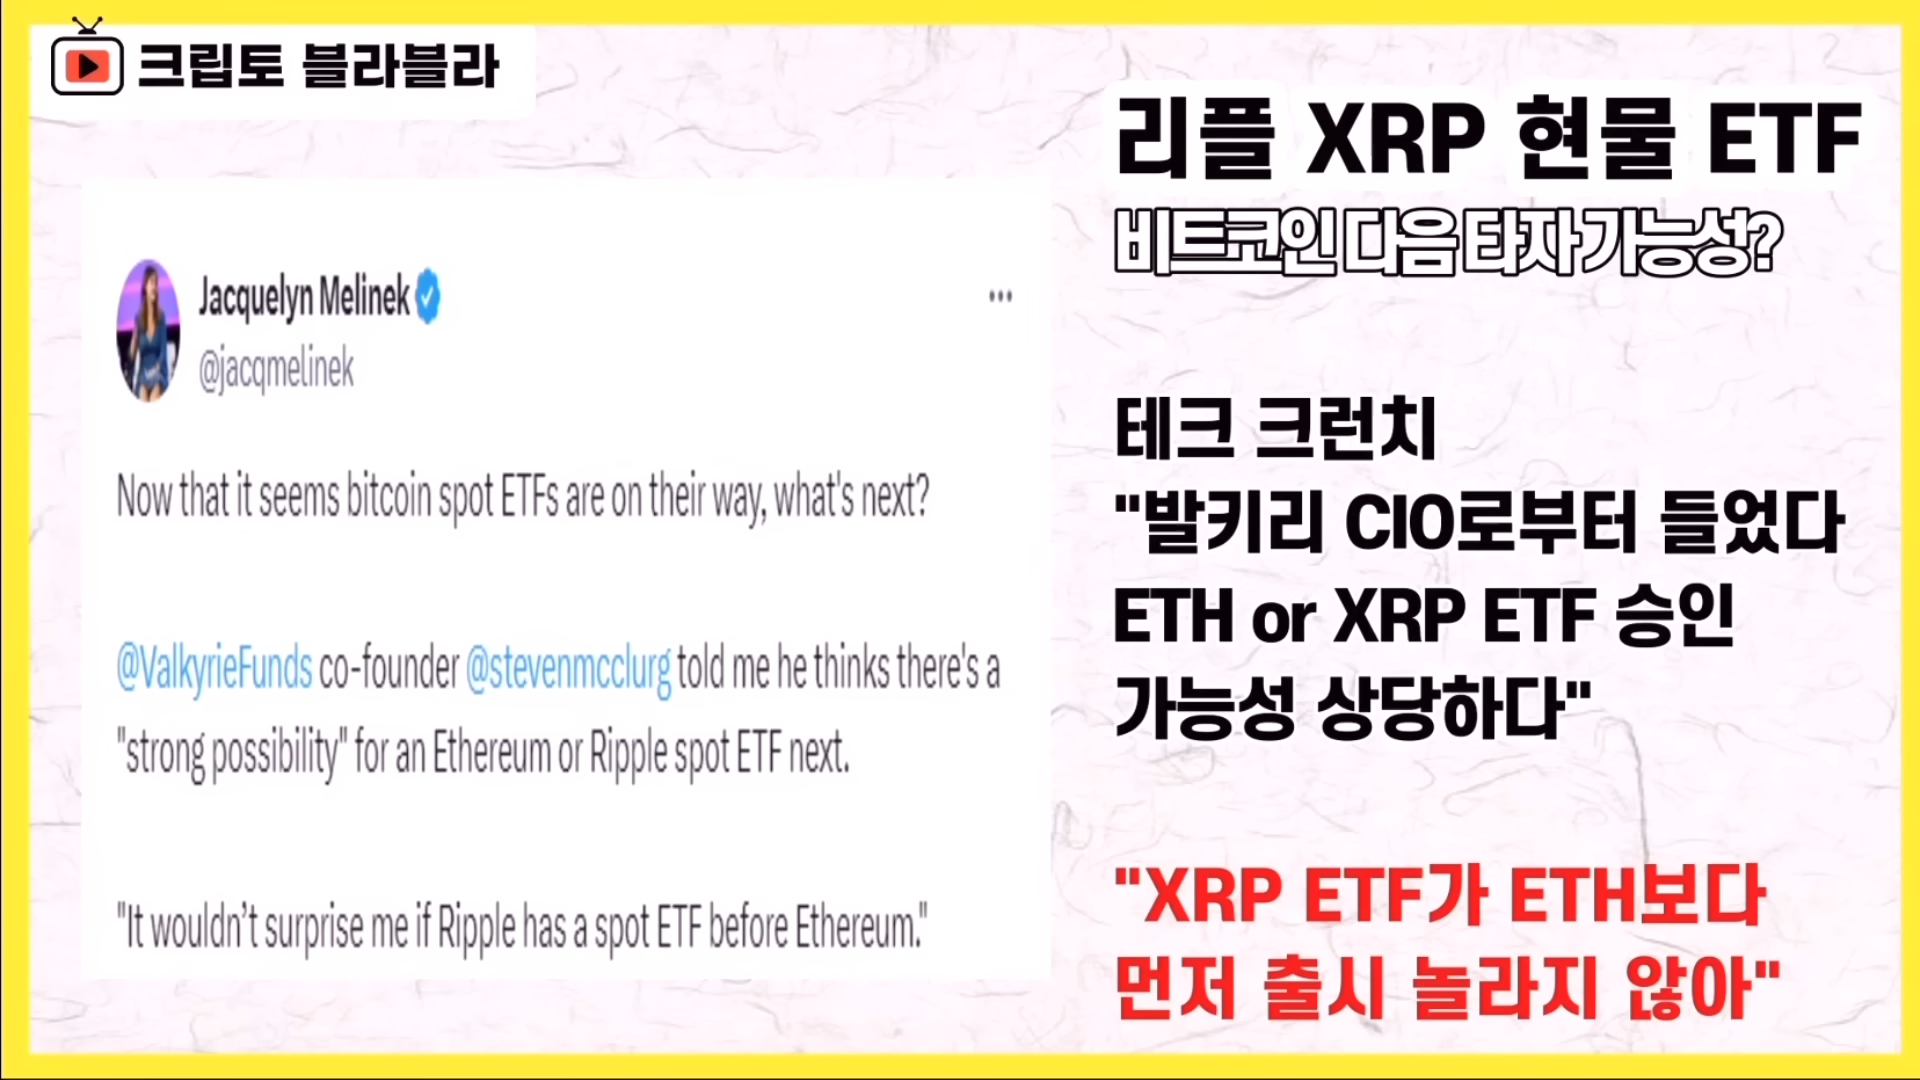 크립토 블라블라
리플 XRP 현물 ETF
비트코인 다음 타자 가능성?
Jacquelyn Melinek
@jacqmelinek
Now that it seems bitcoin spot ETFs are on their way, what's next?
@ValkyrieFunds co-founder @stevenmcclurg told me he thinks there's a
"strong possibility" for an Ethereum or Ripple spot ETF next.
"It wouldn’t surprise me if Ripple has a spot ETF before Ethereum."
테크 크런치
"발키리 CIO로부터 들었다
ETH or XRP ETF 승인
가능성 상당하다"
"XRP ETF가 ETH보다
먼저 출시 놀라지 않아"